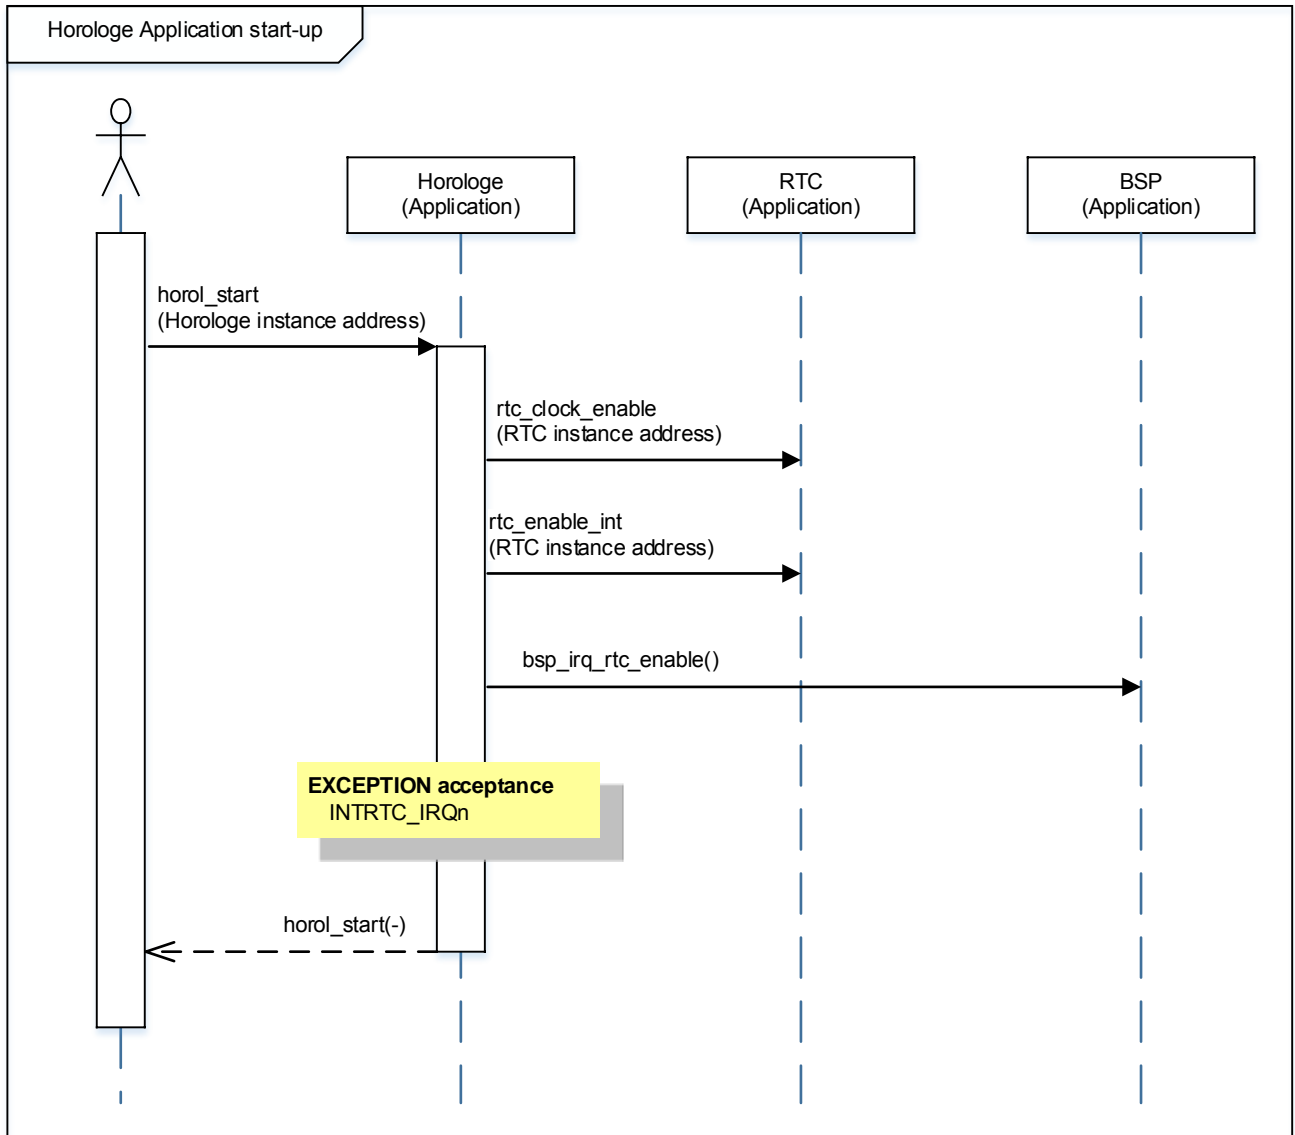 Horologe Application start-up
Horologe
(Application)
RTC
(Application)
BSP
(Application)
horol_start
(Horologe instance address)
rtc_clock_enable
(RTC instance address)
rtc_enable_int
(RTC instance address)
bsp_irq_rtc_enable()
EXCEPTION acceptance
INTRTC_IRQn
horol_start(-)